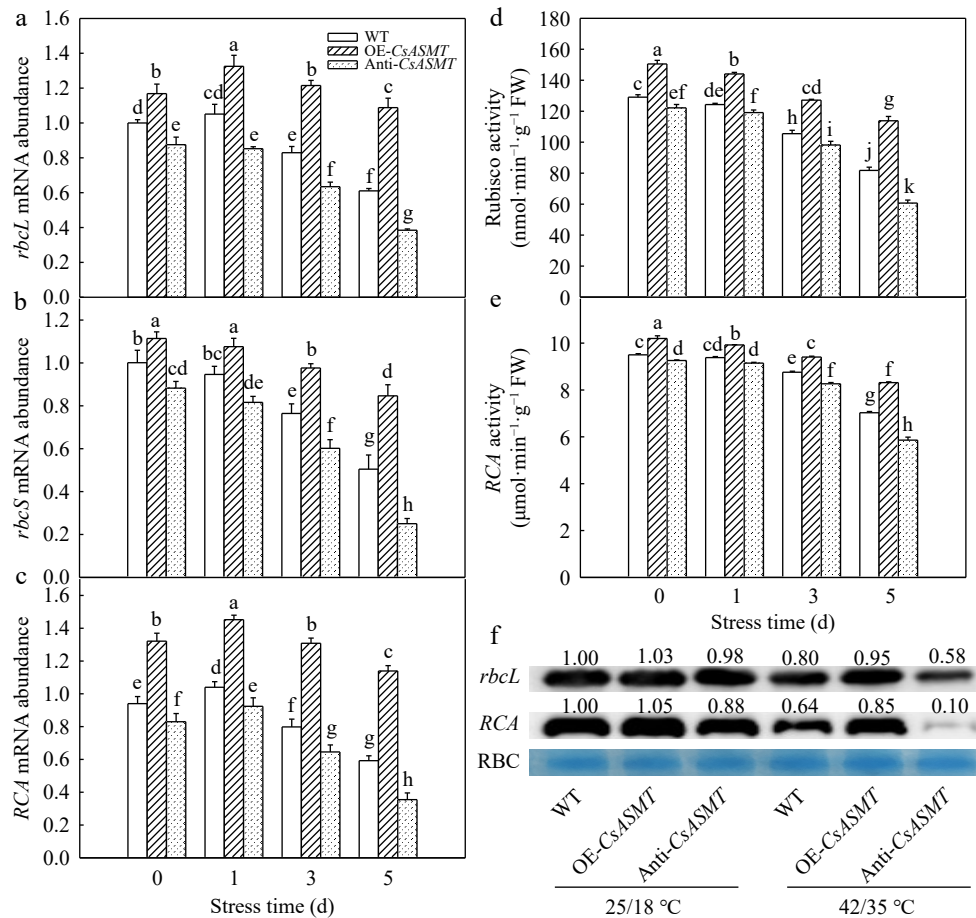 a
rbcL mRNA abundance
1.6
1.4
1.2
1.0
0.8
0.6
0.4
0.2
0.0
WT
OE-CsASMT
Anti-CsASMT
d b e
cd a e
f b f
f c g
b
rbcS mRNA abundance
1.2
1.0
0.8
0.6
0.4
0.2
0.0
b a cd
bc a de
e b f
g d h
c
RCA mRNA abundance
1.6
1.4
1.2
1.0
0.8
0.6
0.4
0.2
0.0
d b f
d a e
f b g
g c h
0 1 3 5
Stress time (d)
d
Rubisco activity
(nmol·min⁻¹·g⁻¹ FW)
180
160
140
120
100
80
60
40
20
0
c a ef
de b f
h cd i
j g k
e
RCA activity
(μmol·min⁻¹·g⁻¹ FW)
10
8
6
4
2
0
c a d
cd b d
e c f
g f h
0 1 3 5
Stress time (d)
f
rbcL 1.00 1.03 0.98 0.80 0.95 0.58
RCA 1.00 1.05 0.88 0.64 0.85 0.10
RBC
WT OE-CsASMT Anti-CsASMT WT OE-CsASMT Anti-CsASMT
25/18 °C 42/35 °C